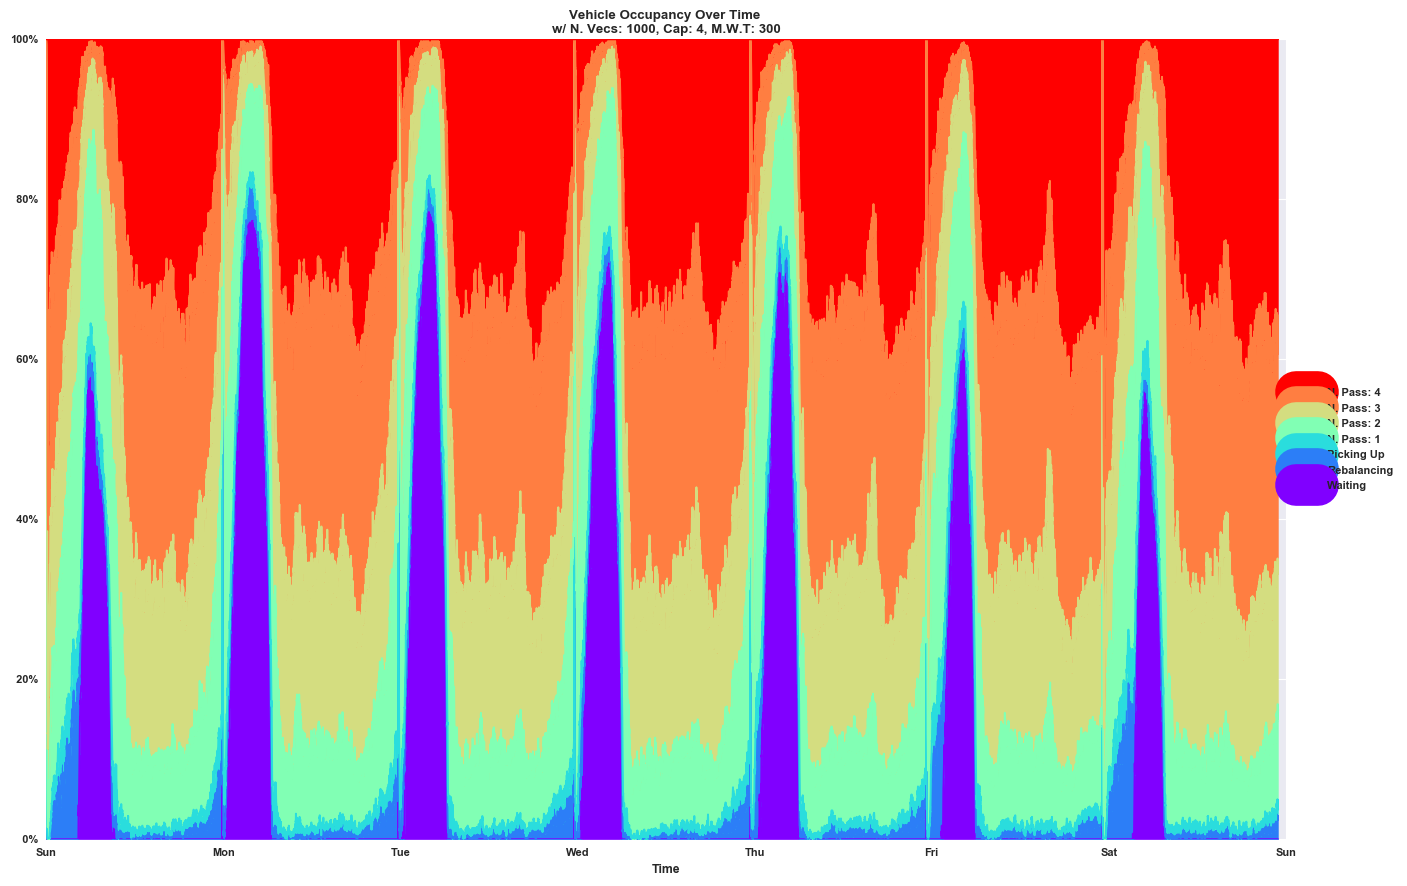 Vehicle Occupancy Over Time
w/ N. Vecs: 1000, Cap: 4, M.W.T: 300
100%
80%
60%
40%
20%
0%
Sun
Mon
Tue
Wed
Thu
Fri
Sat
Sun
Time
N. Pass: 4
N. Pass: 3
N. Pass: 2
N. Pass: 1
Picking Up
Rebalancing
Waiting